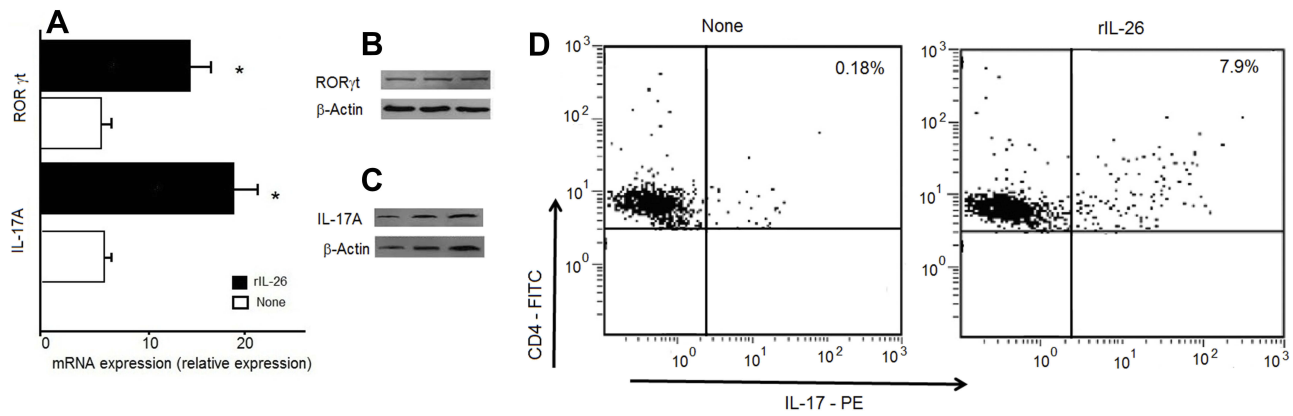 A
ROR γt
*
IL-17A
*
rIL-26
None
0
10
20
mRNA expression (relative expression)
B
RORγt
β-Actin
C
IL-17A
β-Actin
D
None
10³
0.18%
10²
10¹
10⁰
10⁰
10¹
10²
10³
rIL-26
10³
7.9%
10²
10¹
10⁰
10⁰
10¹
10²
10³
CD4 - FITC
IL-17 - PE